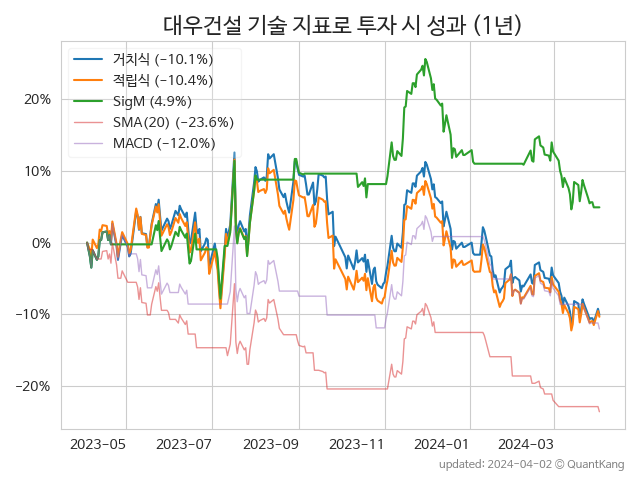 대우건설 기술 지표로 투자 시 성과 (1년)
거치식 (−10.1%)
적립식 (−10.4%)
SigM (4.9%)
SMA(20) (−23.6%)
MACD (−12.0%)
20%
10%
0%
−10%
−20%
2023-05
2023-07
2023-09
2023-11
2024-01
2024-03
updated: 2024-04-02 © QuantKang